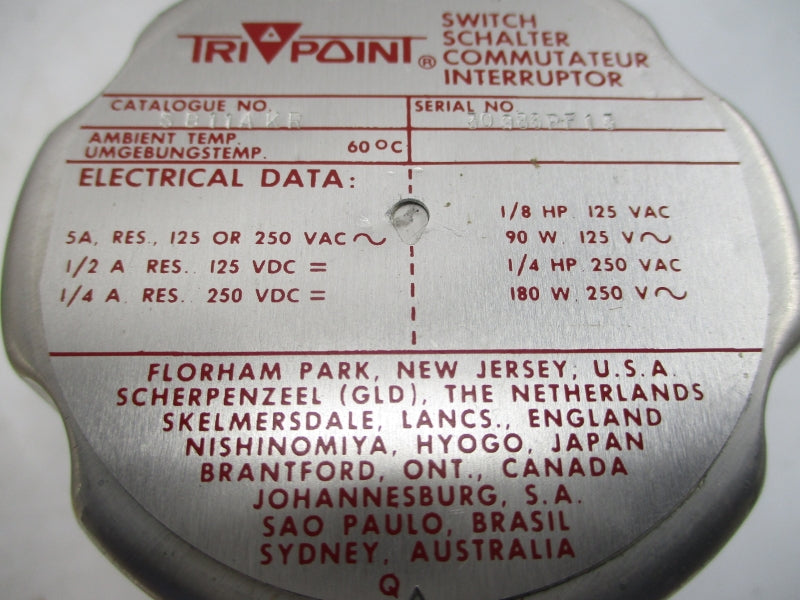 TRI POINT ®
SWITCH
SCHALTER
COMMUTATEUR
INTERRUPTOR
CATALOGUE NO.
SERIAL NO
AMBIENT TEMP.
UMGEBUNGSTEMP. 60 °C
ELECTRICAL DATA:
5A, RES., 125 OR 250 VAC ~
1/2 A RES. 125 VDC =
1/4 A RES. 250 VDC =
1/8 HP. 125 VAC
90 W. 125 V ~
1/4 HP. 250 VAC
180 W. 250 V ~
FLORHAM PARK, NEW JERSEY, U.S.A.
SCHERPENZEEL (GLD), THE NETHERLANDS
SKELMERSDALE, LANCS., ENGLAND
NISHINOMIYA, HYOGO, JAPAN
BRANTFORD, ONT., CANADA
JOHANNESBURG, S.A.
SAO PAULO, BRASIL
SYDNEY, AUSTRALIA
Q